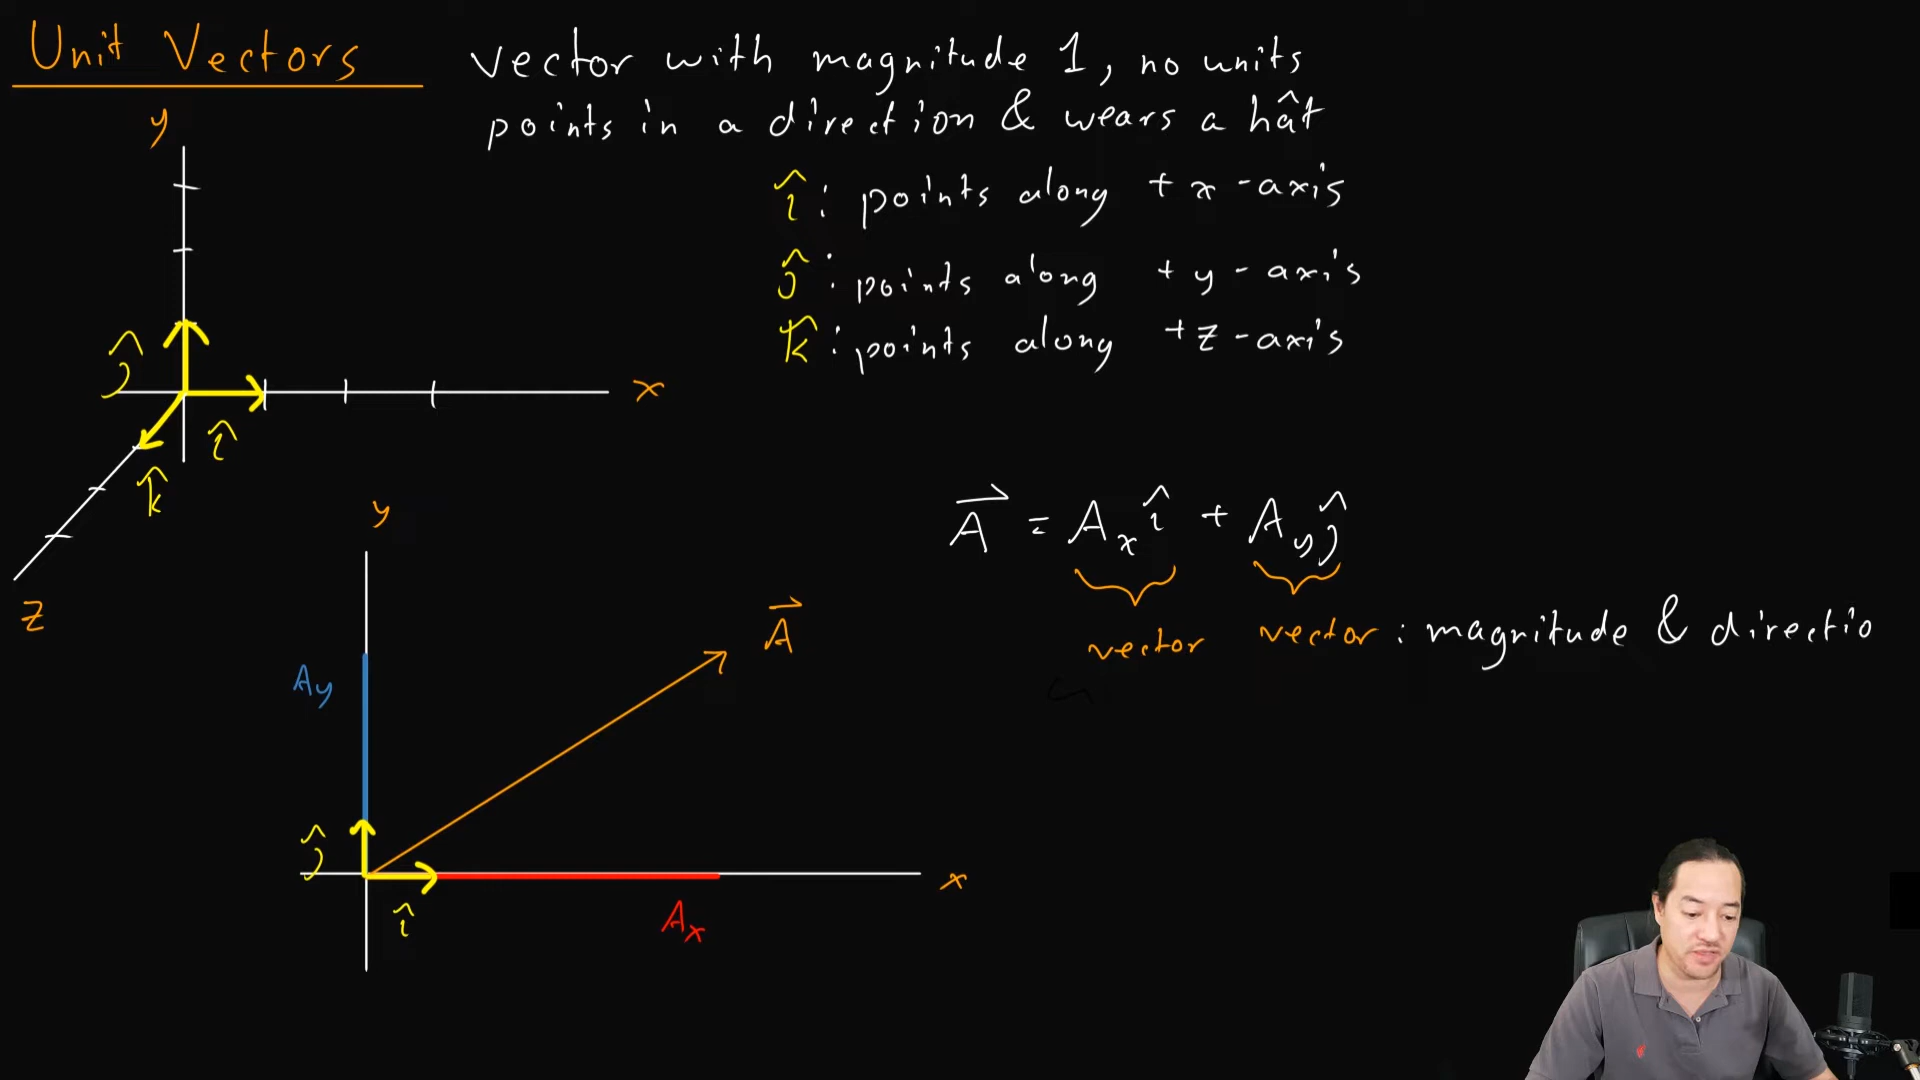 Unit Vectors
vector with magnitude 1, no units
points in a direction & wears a hât
î : points along + x - axis
ĵ : points along + y - axis
k̂ : points along + z - axis
y
ĵ
x
î
k̂
z
y
A⃗
Ay
ĵ
x
î
Ax
A⃗ = Ax î + Ay ĵ
vector vector : magnitude & directio